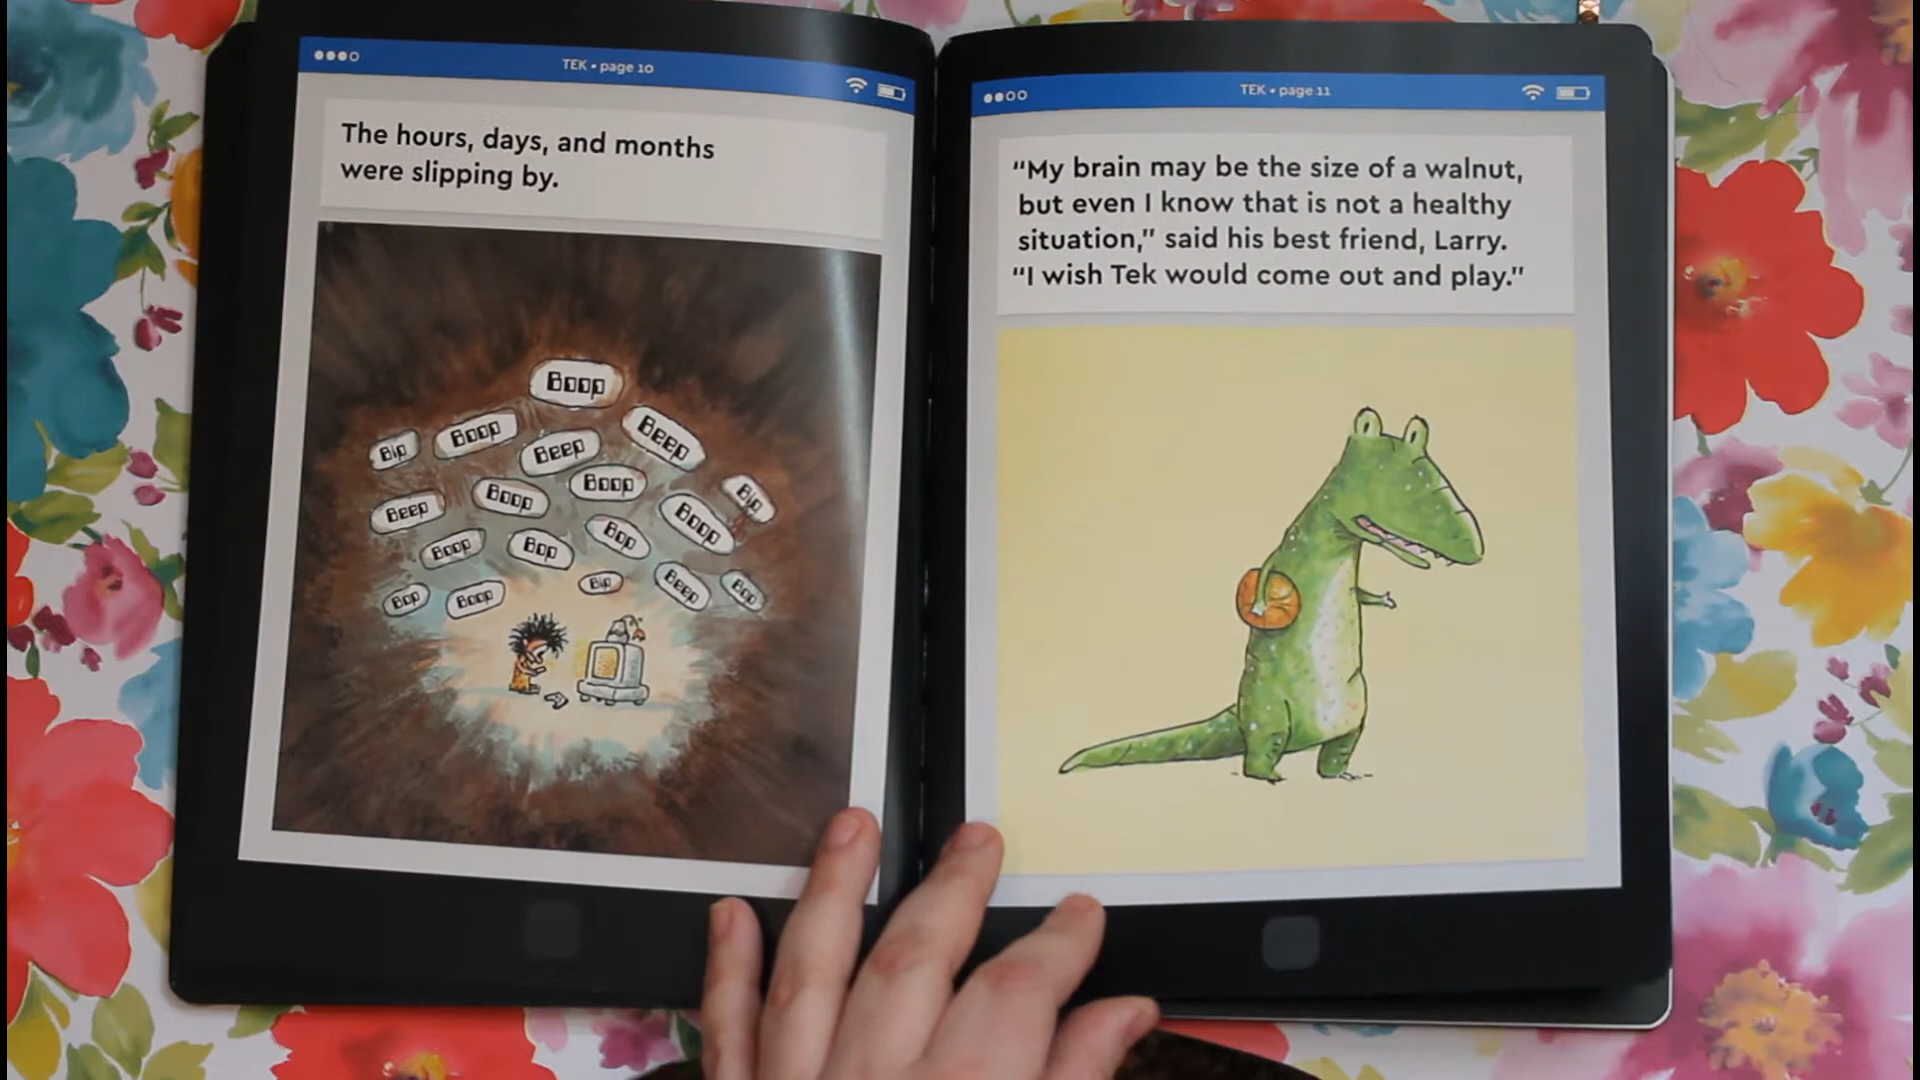 TEK • page 10
The hours, days, and months
were slipping by.
Boop
Bip
Boop
Beep
Beep
Beep
Boop
Boop
Boop
Bip
Boop
Bop
Bop
Bop
Boop
Bip
Beep
Bop
TEK • page 11
“My brain may be the size of a walnut,
but even I know that is not a healthy
situation,” said his best friend, Larry.
“I wish Tek would come out and play.”